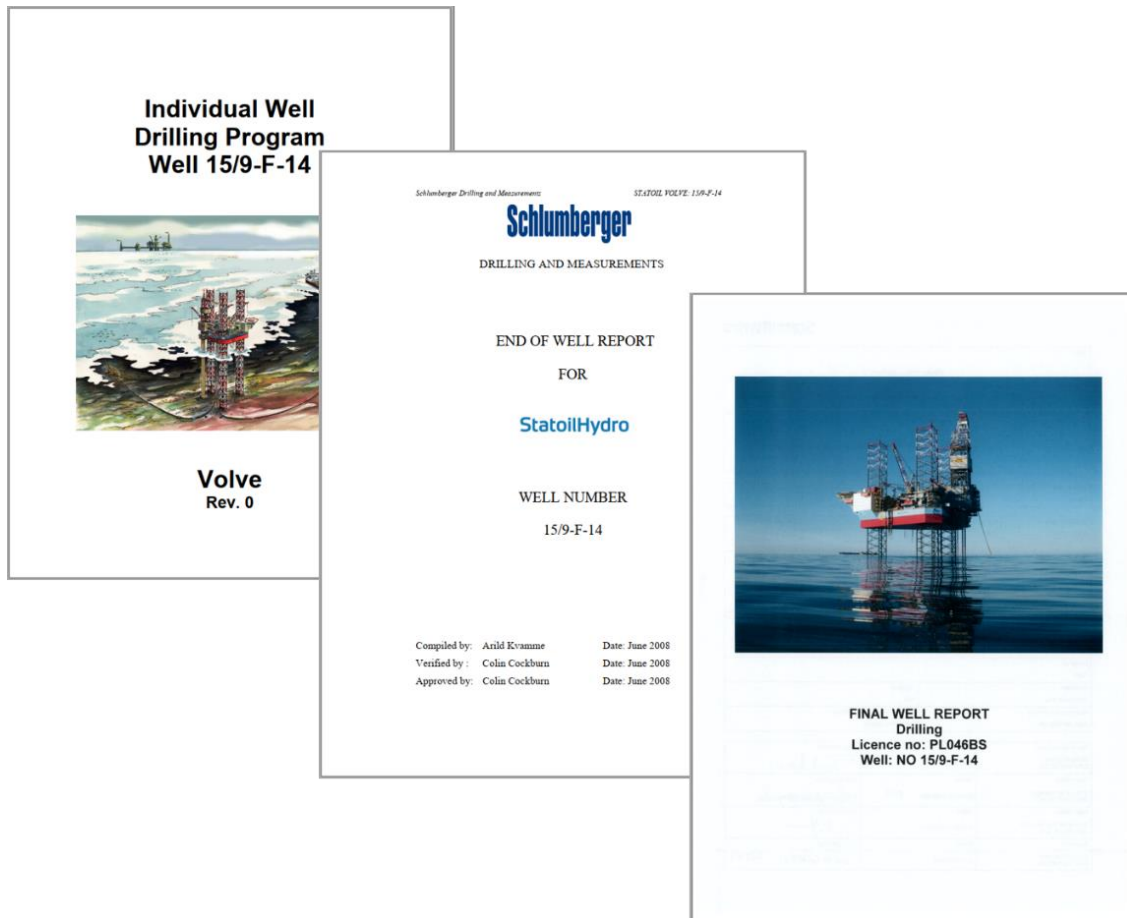 Individual Well
Drilling Program
Well 15/9-F-14
Volve
Rev. 0
Schlumberger Drilling and Measurements STATOIL VOLVE: 15/9-F-14
Schlumberger
DRILLING AND MEASUREMENTS
END OF WELL REPORT
FOR
StatoilHydro
WELL NUMBER
15/9-F-14
Compiled by: Arild Kvamme Date: June 2008
Verified by : Colin Cockburn Date: June 2008
Approved by: Colin Cockburn Date: June 2008
FINAL WELL REPORT
Drilling
Licence no: PL046BS
Well: NO 15/9-F-14